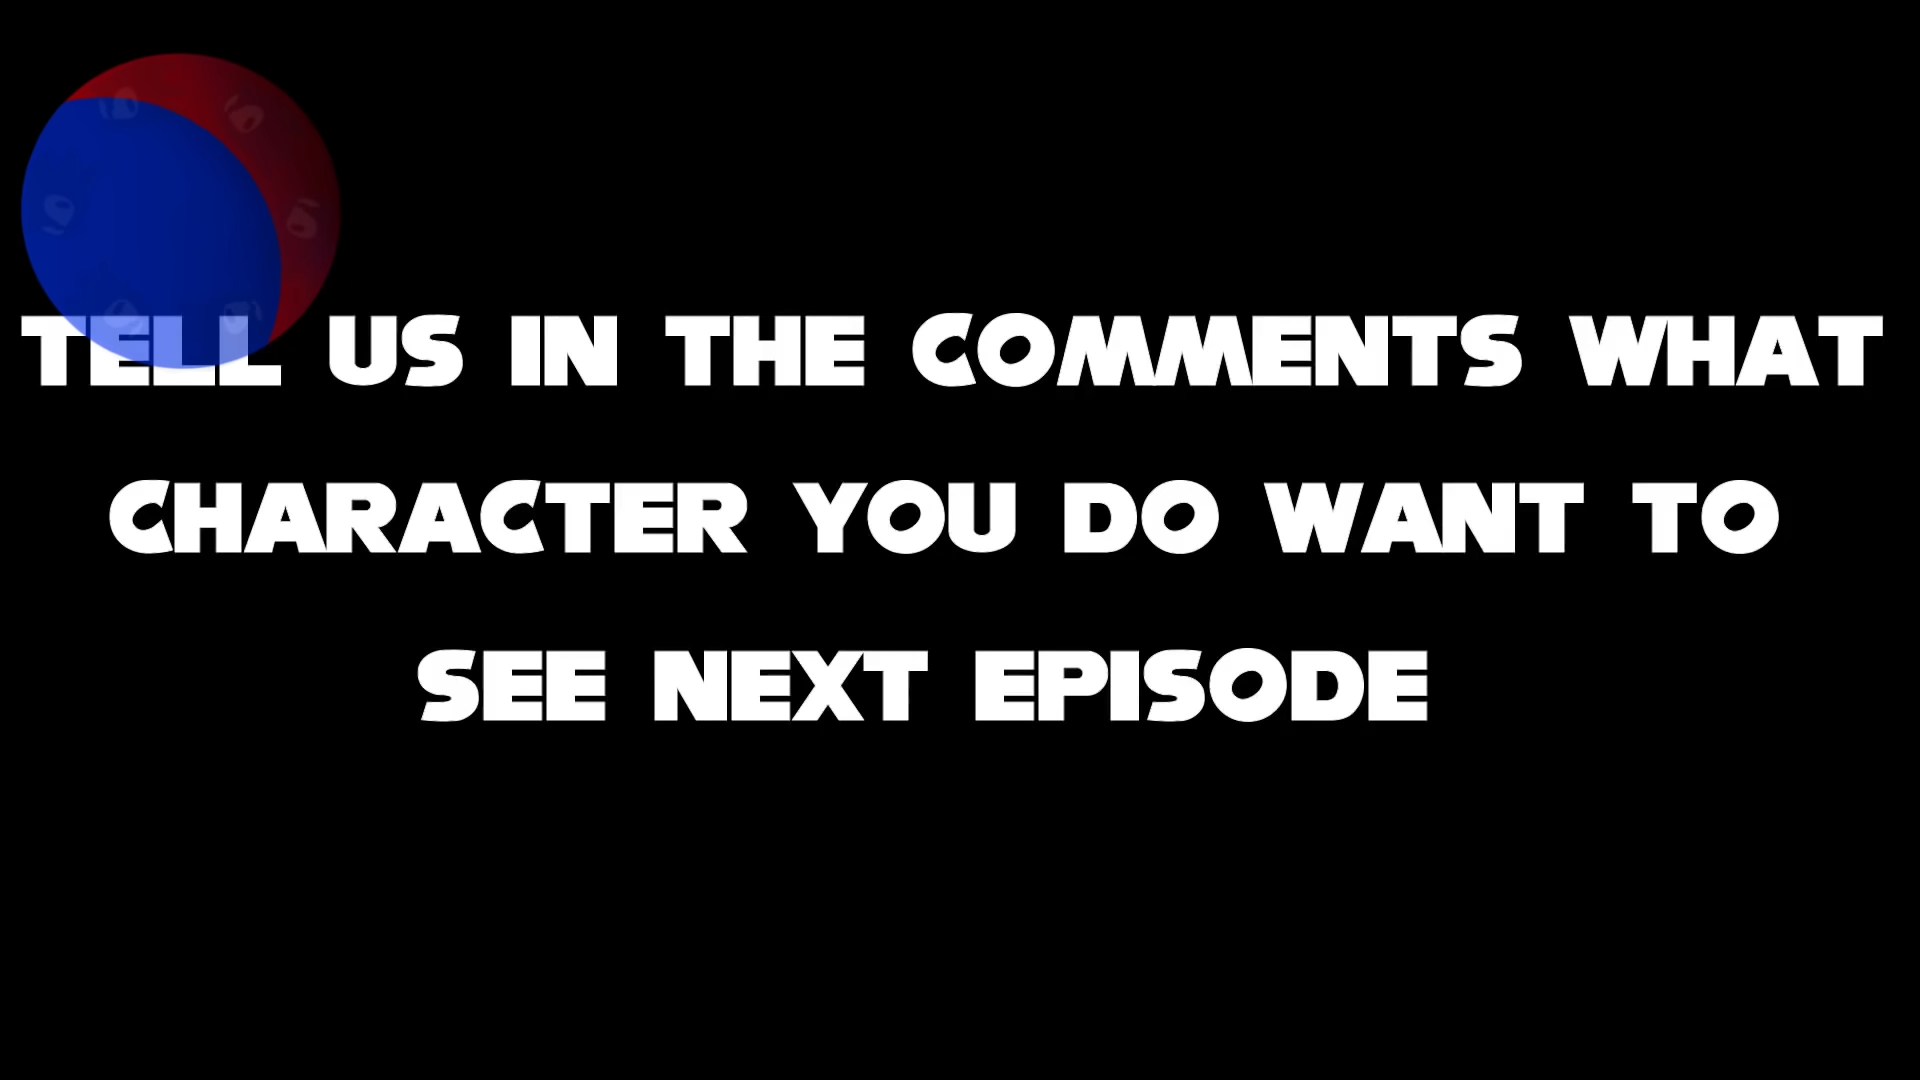 TELL US IN THE COMMENTS WHAT
CHARACTER YOU DO WANT TO
SEE NEXT EPISODE